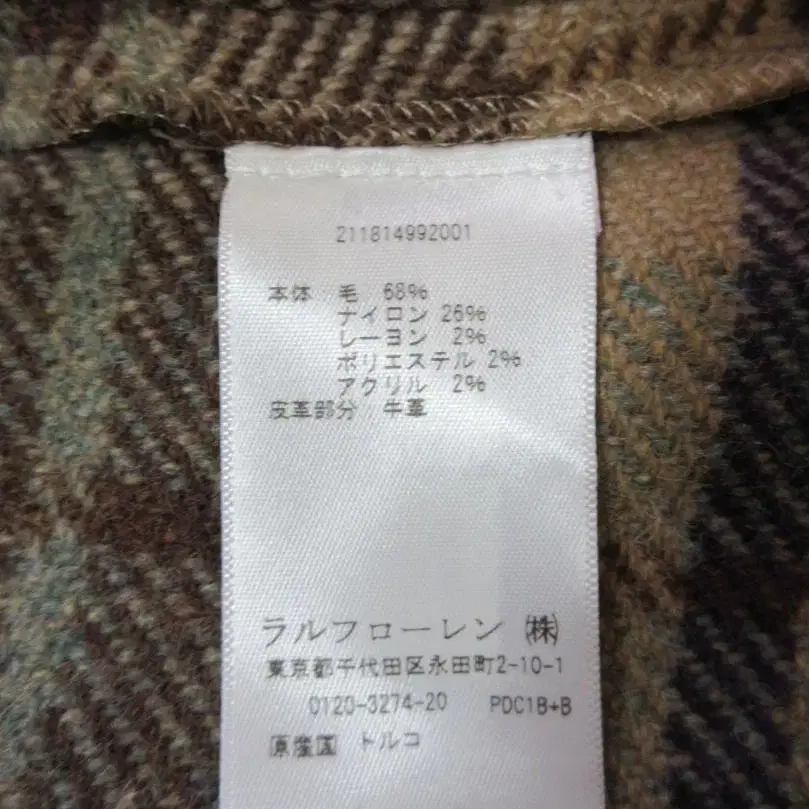 211814992001
本体 毛 68%
ナイロン 26%
レーヨン 2%
ポリエステル 2%
アクリル 2%
皮革部分 牛革
ラルフローレン ㈱
東京都千代田区永田町2-10-1
0120-3274-20 PDC1B+B
原産国 トルコ